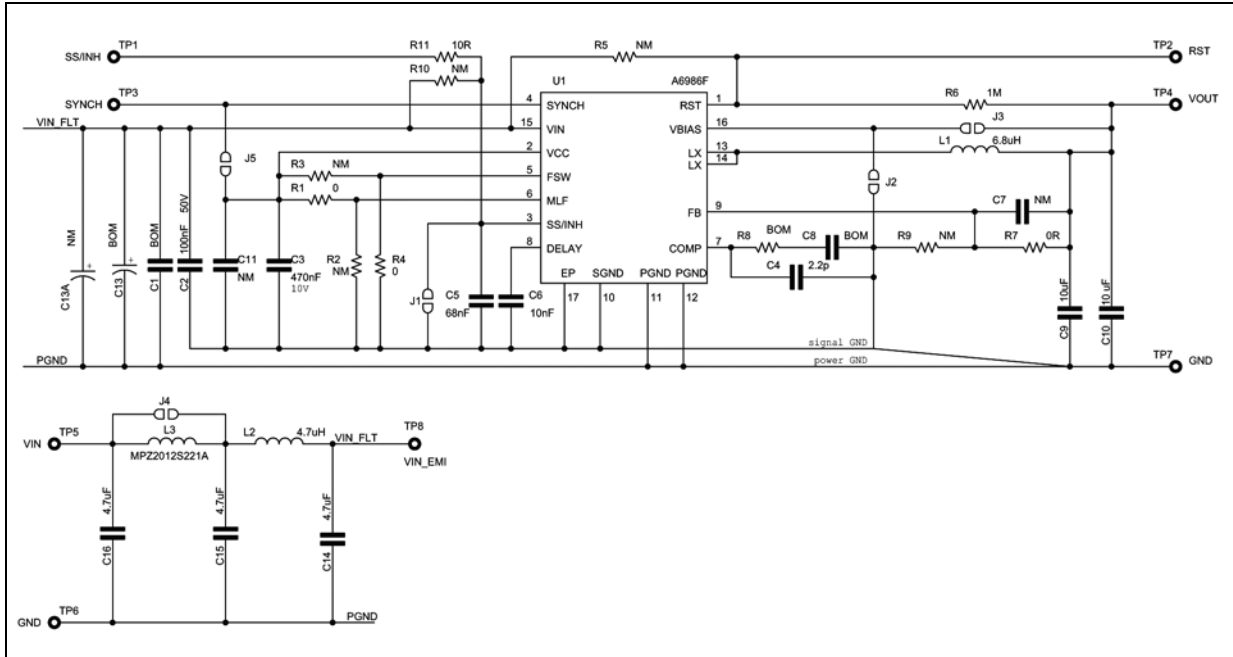 TP1
SS/INH
R11 10R
R10 NM
R5 NM
TP2
RST
TP3
SYNCH
VIN_FLT
U1
A6986F
4 SYNCH
15 VIN
2 VCC
5 FSW
6 MLF
3 SS/INH
8 DELAY
RST 1
VBIAS 16
LX 13
LX 14
FB 9
COMP 7
EP
SGND
PGND
PGND
17
10
11
12
R6 1M
TP4
VOUT
J3
L1 6.8uH
J2
J5
R3 NM
R1 0
C7 NM
R8 BOM
C8 BOM
R9 NM
R7 0R
C4 2.2p
NM
C13A
BOM
C13
BOM
C1
100nF 50V
C2
C11
NM
C3
470nF
10V
R2
NM
R4
0
J1
C5
68nF
C6
10nF
10uF
C9
10 uF
C10
signal GND
power GND
PGND
TP7
GND
J4
VIN
TP5
L3
MPZ2012S221A
L2 4.7uH
VIN_FLT
TP8
VIN_EMI
4.7uF
C16
4.7uF
C15
4.7uF
C14
GND
TP6
PGND